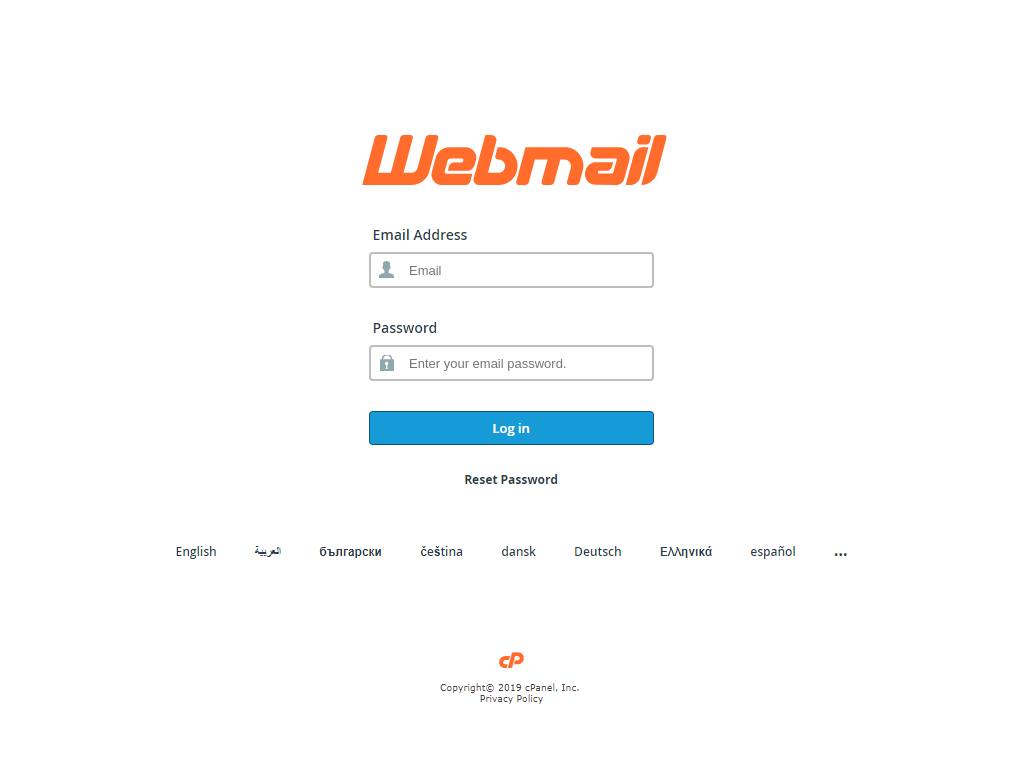 Webmail
Email Address
Email
Password
Enter your email password.
Log in
Reset Password
English العربية български čeština dansk Deutsch Ελληνικά español ...
cP
Copyright© 2019 cPanel, Inc.
Privacy Policy